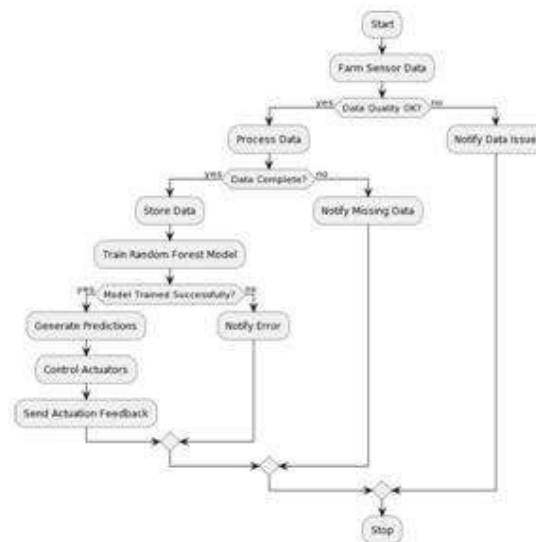 Start
Farm Sensor Data
yes
Data Quality OK?
no
Process Data
Notify Data Issue
yes
Data Complete?
no
Store Data
Notify Missing Data
Train Random Forest Model
yes
Model Trained Successfully?
no
Generate Predictions
Notify Error
Control Actuators
Send Actuation Feedback
Stop